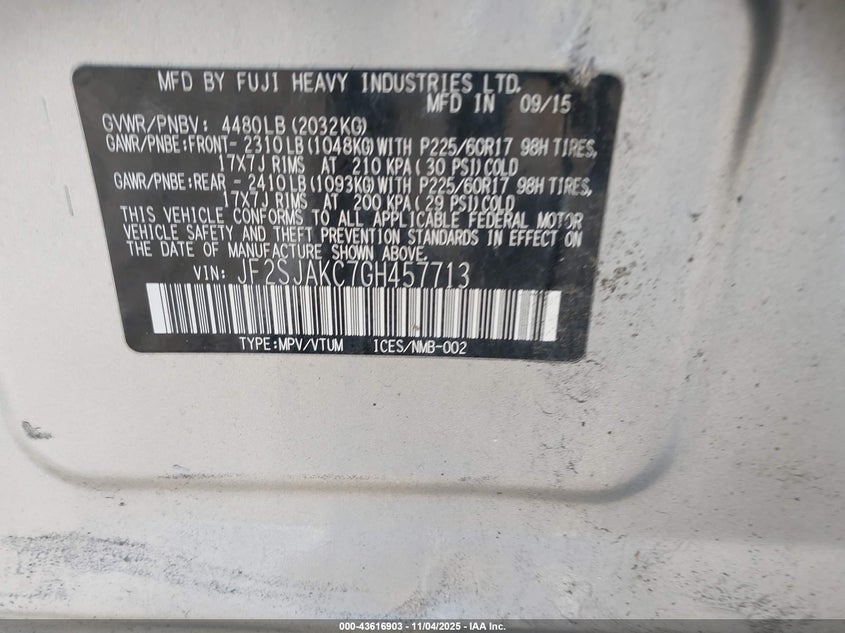 MFD BY FUJI HEAVY INDUSTRIES LTD.
MFD IN 09/15
GVWR/PNBV: 4480LB(2032KG)
GAWR/PNBE:FRONT- 2310LB(1048KG)WITH P225/60R17 98H TIRES,
17X7J RIMS AT 210 KPA(30 PSI)COLD
GAWR/PNBE:REAR - 2410LB(1093KG)WITH P225/60R17 98H TIRES,
17X7J RIMS AT 200 KPA(29 PSI)COLD
THIS VEHICLE CONFORMS TO ALL APPLICABLE FEDERAL MOTOR
VEHICLE SAFETY AND THEFT PREVENTION STANDARDS IN EFFECT ON
THE DATE OF MANUFACTURE SHOWN ABOVE.
VIN: JF2SJAKC7GH457713
TYPE:MPV/VTUM ICES/NMB-002
000-43616903 - 11/04/2025 - IAA Inc.